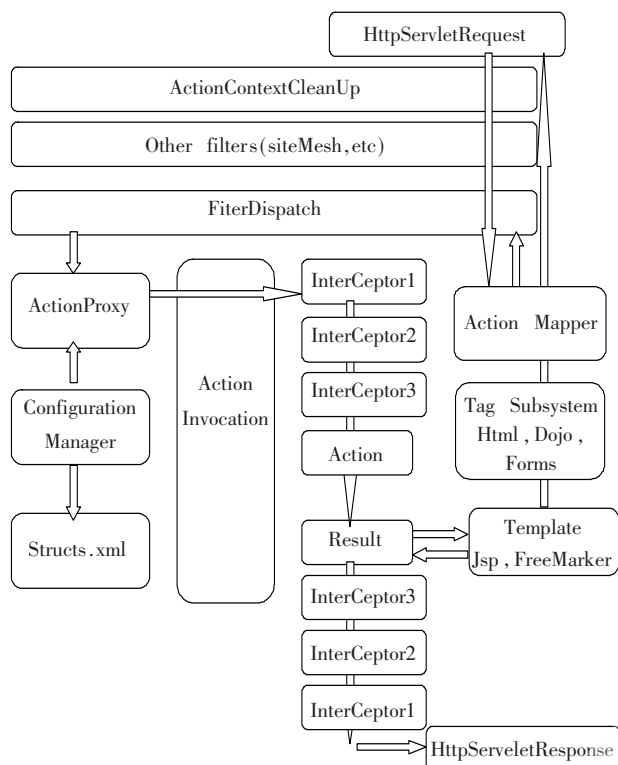 HttpServletRequest
ActionContextCleanUp
Other filters(siteMesh,etc)
FiterDispatch
ActionProxy
Configuration
Manager
Structs.xml
Action
Invocation
InterCeptor1
InterCeptor2
InterCeptor3
Action
Result
InterCeptor3
InterCeptor2
InterCeptor1
Action Mapper
Tag Subsystem
Html,Dojo,
Forms
Template
Jsp,FreeMarker
HttpServeletResponse